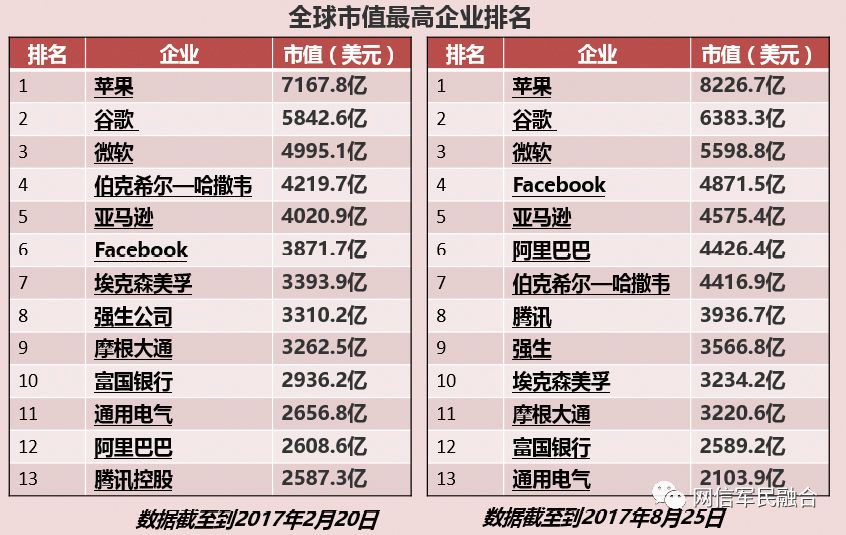 全球市值最高企业排名
排名 企业 市值（美元）
1 苹果 7167.8亿
2 谷歌 5842.6亿
3 微软 4995.1亿
4 伯克希尔—哈撒韦 4219.7亿
5 亚马逊 4020.9亿
6 Facebook 3871.7亿
7 埃克森美孚 3393.9亿
8 强生公司 3310.2亿
9 摩根大通 3262.5亿
10 富国银行 2936.2亿
11 通用电气 2656.8亿
12 阿里巴巴 2608.6亿
13 腾讯控股 2587.3亿
数据截至到2017年2月20日
排名 企业 市值（美元）
1 苹果 8226.7亿
2 谷歌 6383.3亿
3 微软 5598.8亿
4 Facebook 4871.5亿
5 亚马逊 4575.4亿
6 阿里巴巴 4426.4亿
7 伯克希尔—哈撒韦 4416.9亿
8 腾讯 3936.7亿
9 强生 3566.8亿
10 埃克森美孚 3234.2亿
11 摩根大通 3220.6亿
12 富国银行 2589.2亿
13 通用电气 2103.9亿
数据截至到2017年8月25日
网信军民融合